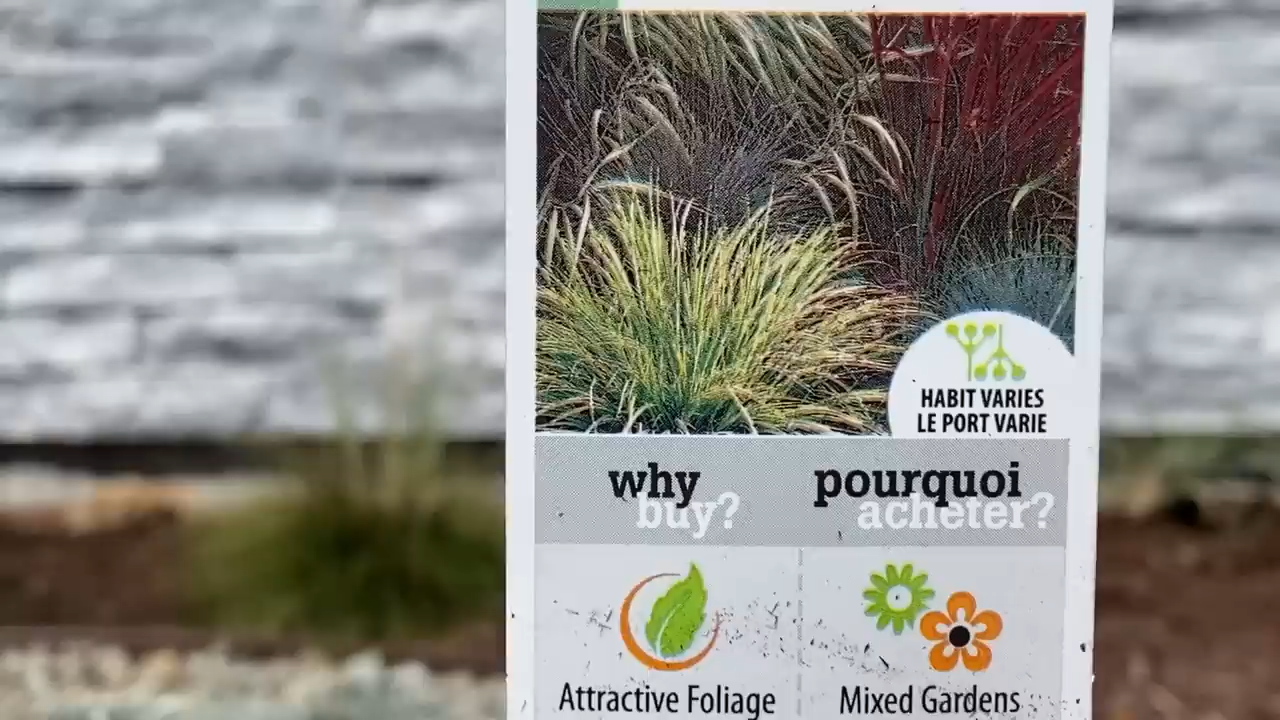 HABIT VARIES
LE PORT VARIE
why
buy?
pourquoi
acheter?
Attractive Foliage
Mixed Gardens